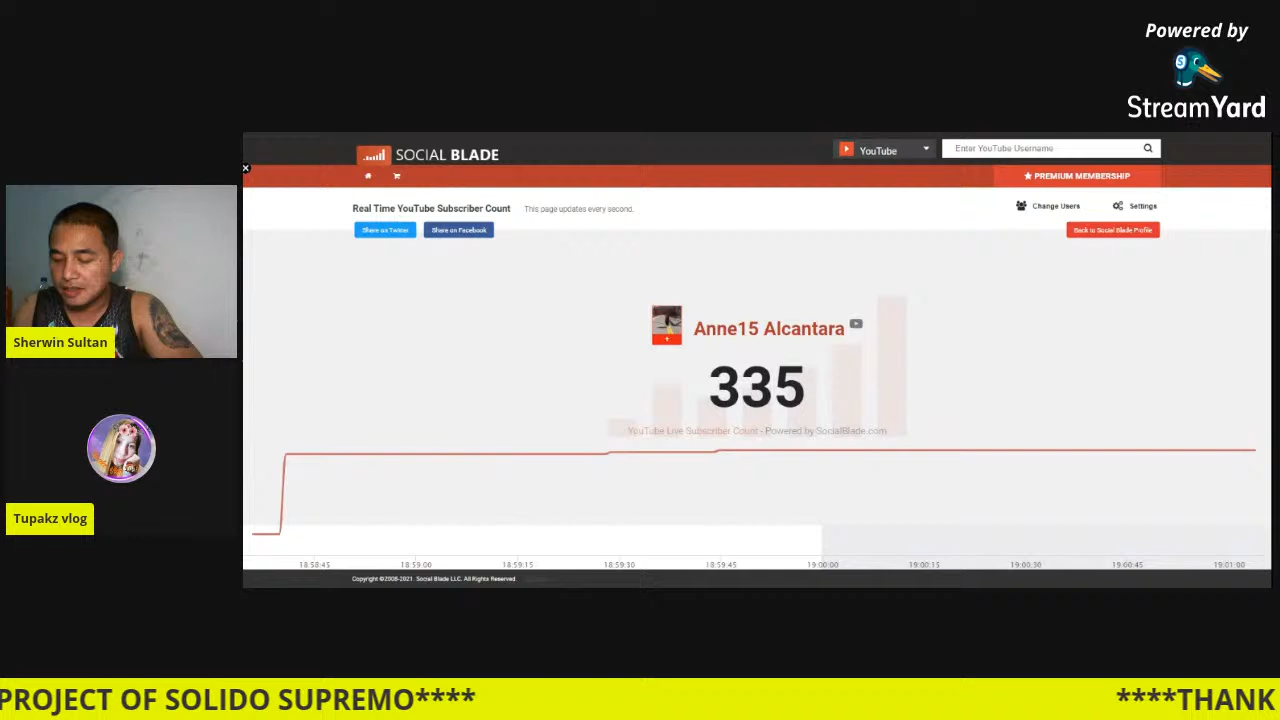 Powered by
StreamYard
SOCIAL BLADE
YouTube
Enter YouTube Username
PREMIUM MEMBERSHIP
Real Time YouTube Subscriber Count
This page updates every second.
Change Users
Settings
Share on Twitter
Share on Facebook
Back to Social Blade Profile
Anne15 Alcantara
335
YouTube Live Subscriber Count - Powered by SocialBlade.com
18:58:45 18:59:00 18:59:15 18:59:30 18:59:45 19:00:00 19:00:15 19:00:30 19:00:45 19:01:00
Copyright ©2008-2021 Social Blade LLC. All Rights Reserved.
Sherwin Sultan
Tupakz vlog
PROJECT OF SOLIDO SUPREMO**** ****THANK